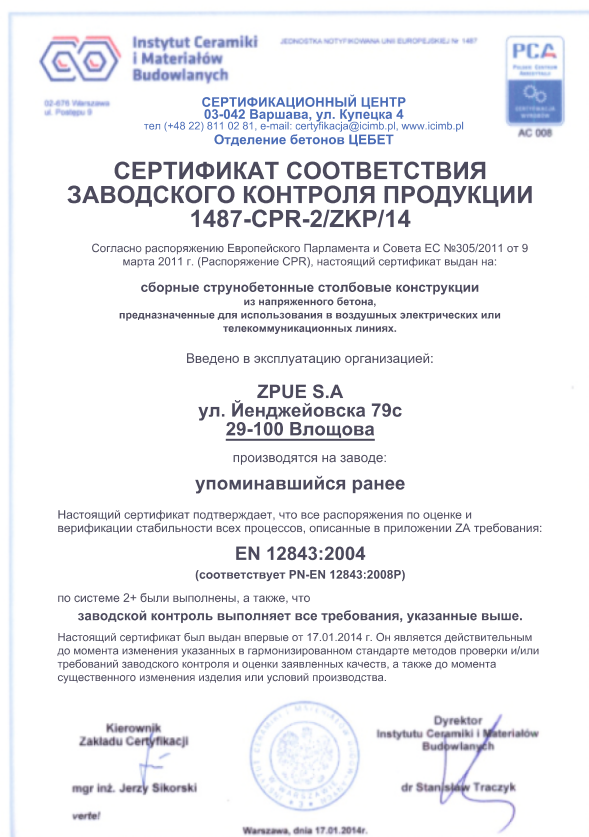 Instytut Ceramiki
i Materiałów
Budowlanych
JEDNOSTKA NOTYFIKOWANA UNII EUROPEJSKIEJ Nr 1487
PCA
POLSKIE CENTRUM
AKREDYTACJI
CERTYFIKACJA
WYROBÓW
AC 008
02-676 Warszawa
ul. Postępu 9
СЕРТИФИКАЦИОННЫЙ ЦЕНТР
03-042 Варшава, ул. Купецка 4
тел (+48 22) 811 02 81, e-mail: certyfikacja@icimb.pl, www.icimb.pl
Отделение бетонов ЦЕБЕТ
СЕРТИФИКАТ СООТВЕТСТВИЯ
ЗАВОДСКОГО КОНТРОЛЯ ПРОДУКЦИИ
1487-CPR-2/ZKP/14
Согласно распоряжению Европейского Парламента и Совета ЕС №305/2011 от 9
марта 2011 г. (Распоряжение CPR), настоящий сертификат выдан на:
сборные струнобетонные столбовые конструкции
из напряженного бетона,
предназначенные для использования в воздушных электрических или
телекоммуникационных линиях.
Введено в эксплуатацию организацией:
ZPUE S.A
ул. Йенджейовска 79с
29-100 Влощова
производятся на заводе:
упоминавшийся ранее
Настоящий сертификат подтверждает, что все распоряжения по оценке и
верификации стабильности всех процессов, описанные в приложении ZA требования:
EN 12843:2004
(соответствует PN-EN 12843:2008P)
по системе 2+ были выполнены, а также, что
заводской контроль выполняет все требования, указанные выше.
Настоящий сертификат был выдан впервые от 17.01.2014 г. Он является действительным
до момента изменения указанных в гармонизированном стандарте методов проверки и/или
требований заводского контроля и оценки заявленных качеств, а также до момента
существенного изменения изделия или условий производства.
Kierownik
Zakładu Certyfikacji
mgr inż. Jerzy Sikorski
verte!
Dyrektor
Instytutu Ceramiki i Materiałów
Budowlanych
dr Stanisław Traczyk
Warszawa, dnia 17.01.2014r.